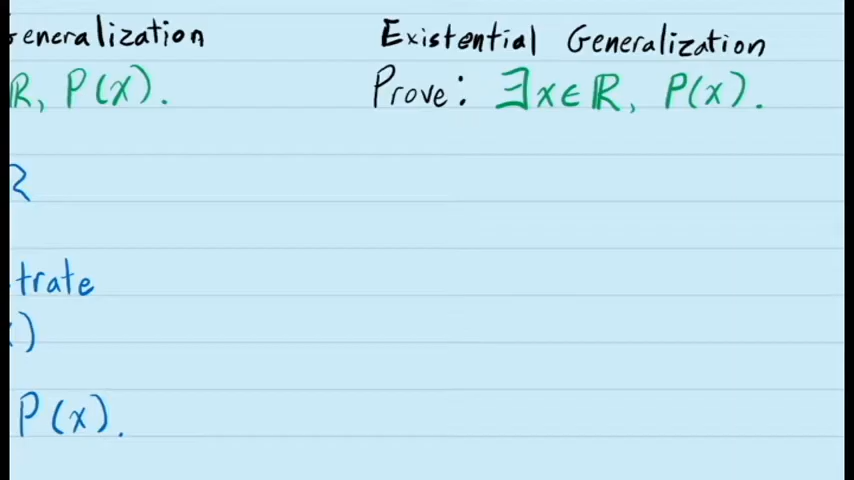 eneralization
ℝ, P(x).
trate
P(x).
Existential Generalization
Prove: ∃x∈ℝ, P(x).